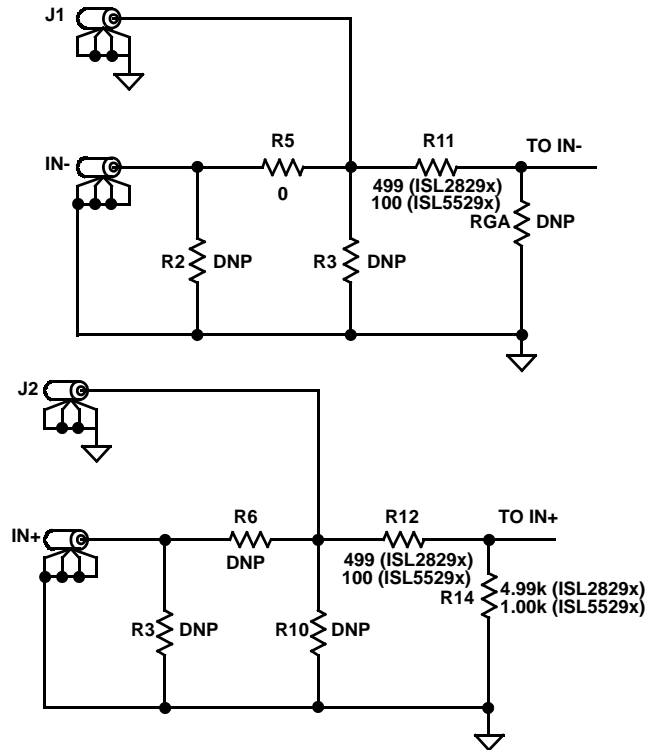 J1
IN-
R5
0
R11
499 (ISL2829x)
100 (ISL5529x)
TO IN-
RGA
DNP
R2
DNP
R3
DNP
J2
IN+
R6
DNP
R12
499 (ISL2829x)
100 (ISL5529x)
TO IN+
R14
4.99k (ISL2829x)
1.00k (ISL5529x)
R3
DNP
R10
DNP